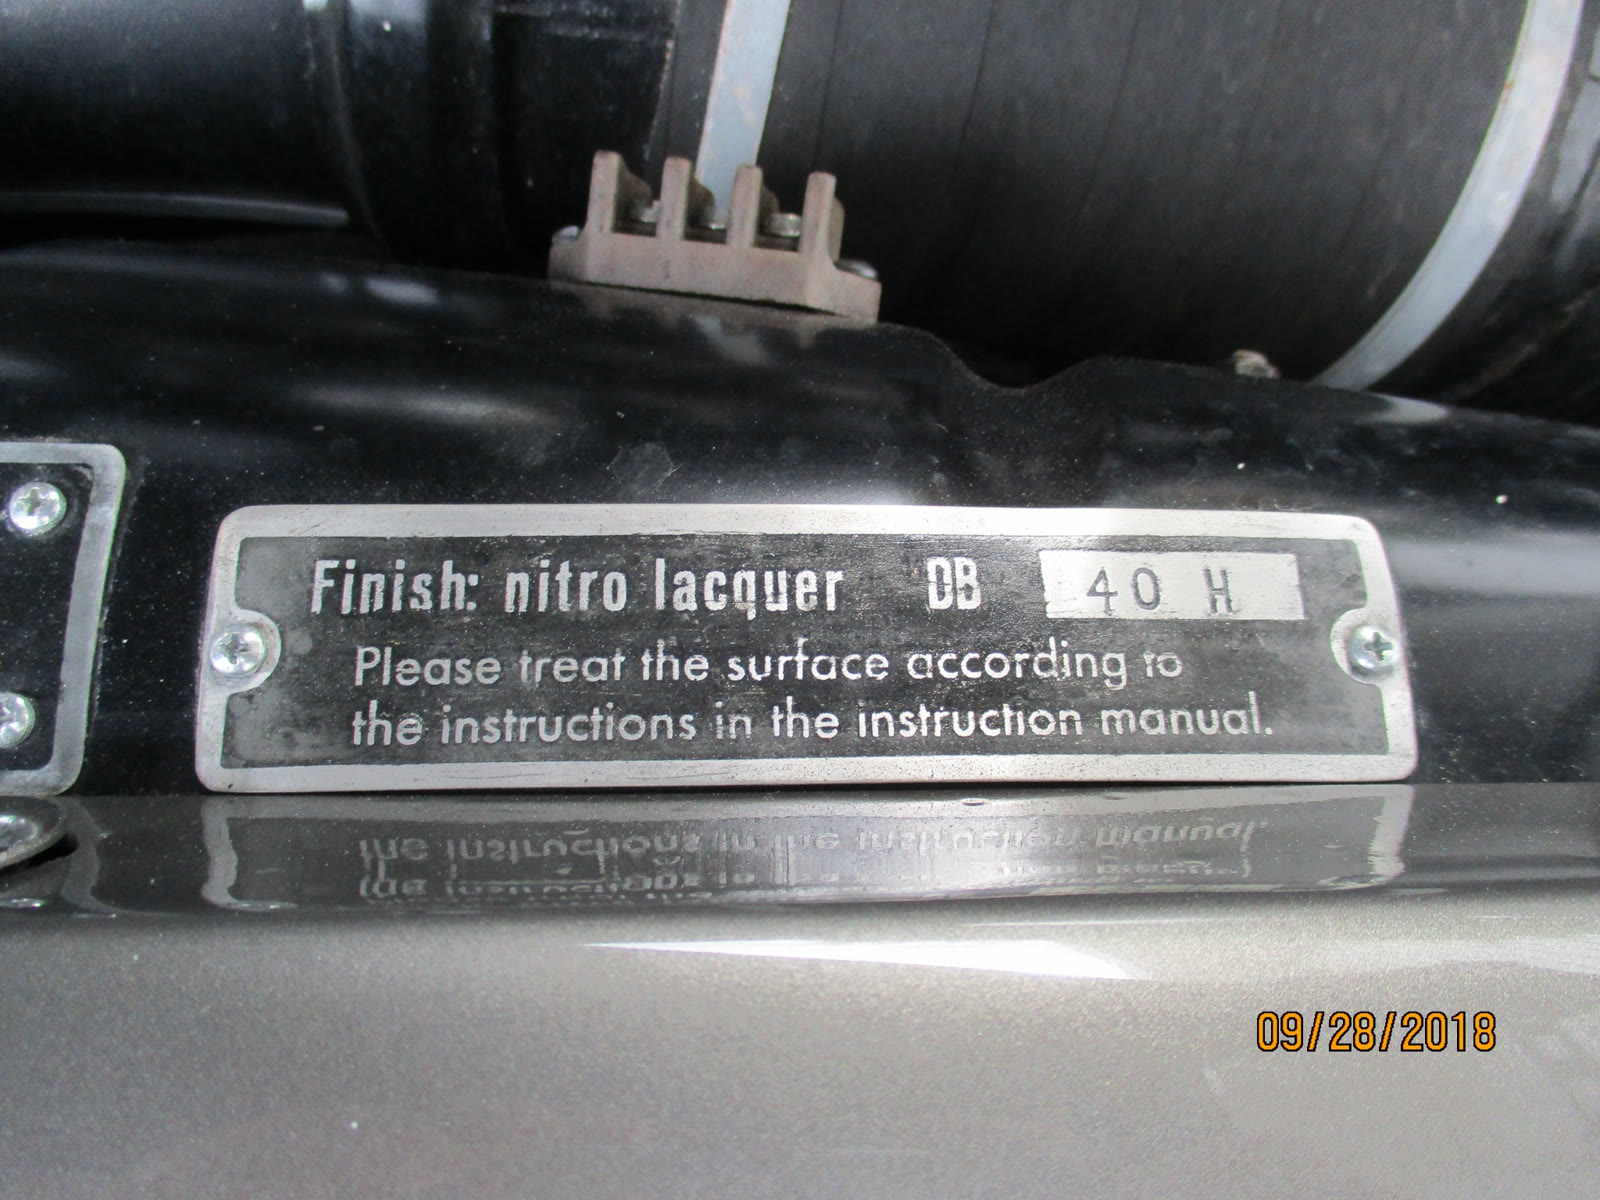 Finish: nitro lacquer DB 40 H
Please treat the surface according to
the instructions in the instruction manual.
09/28/2018